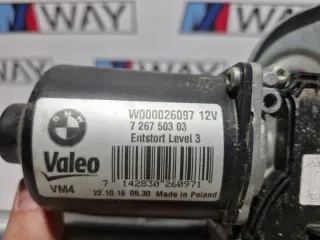 WAY
WAY
BMW
W000026097 12V
7 267 503 03
Entstort Level 3
Valeo
VM4
7 142830 260971
22.10.16 05.30 Made in Poland